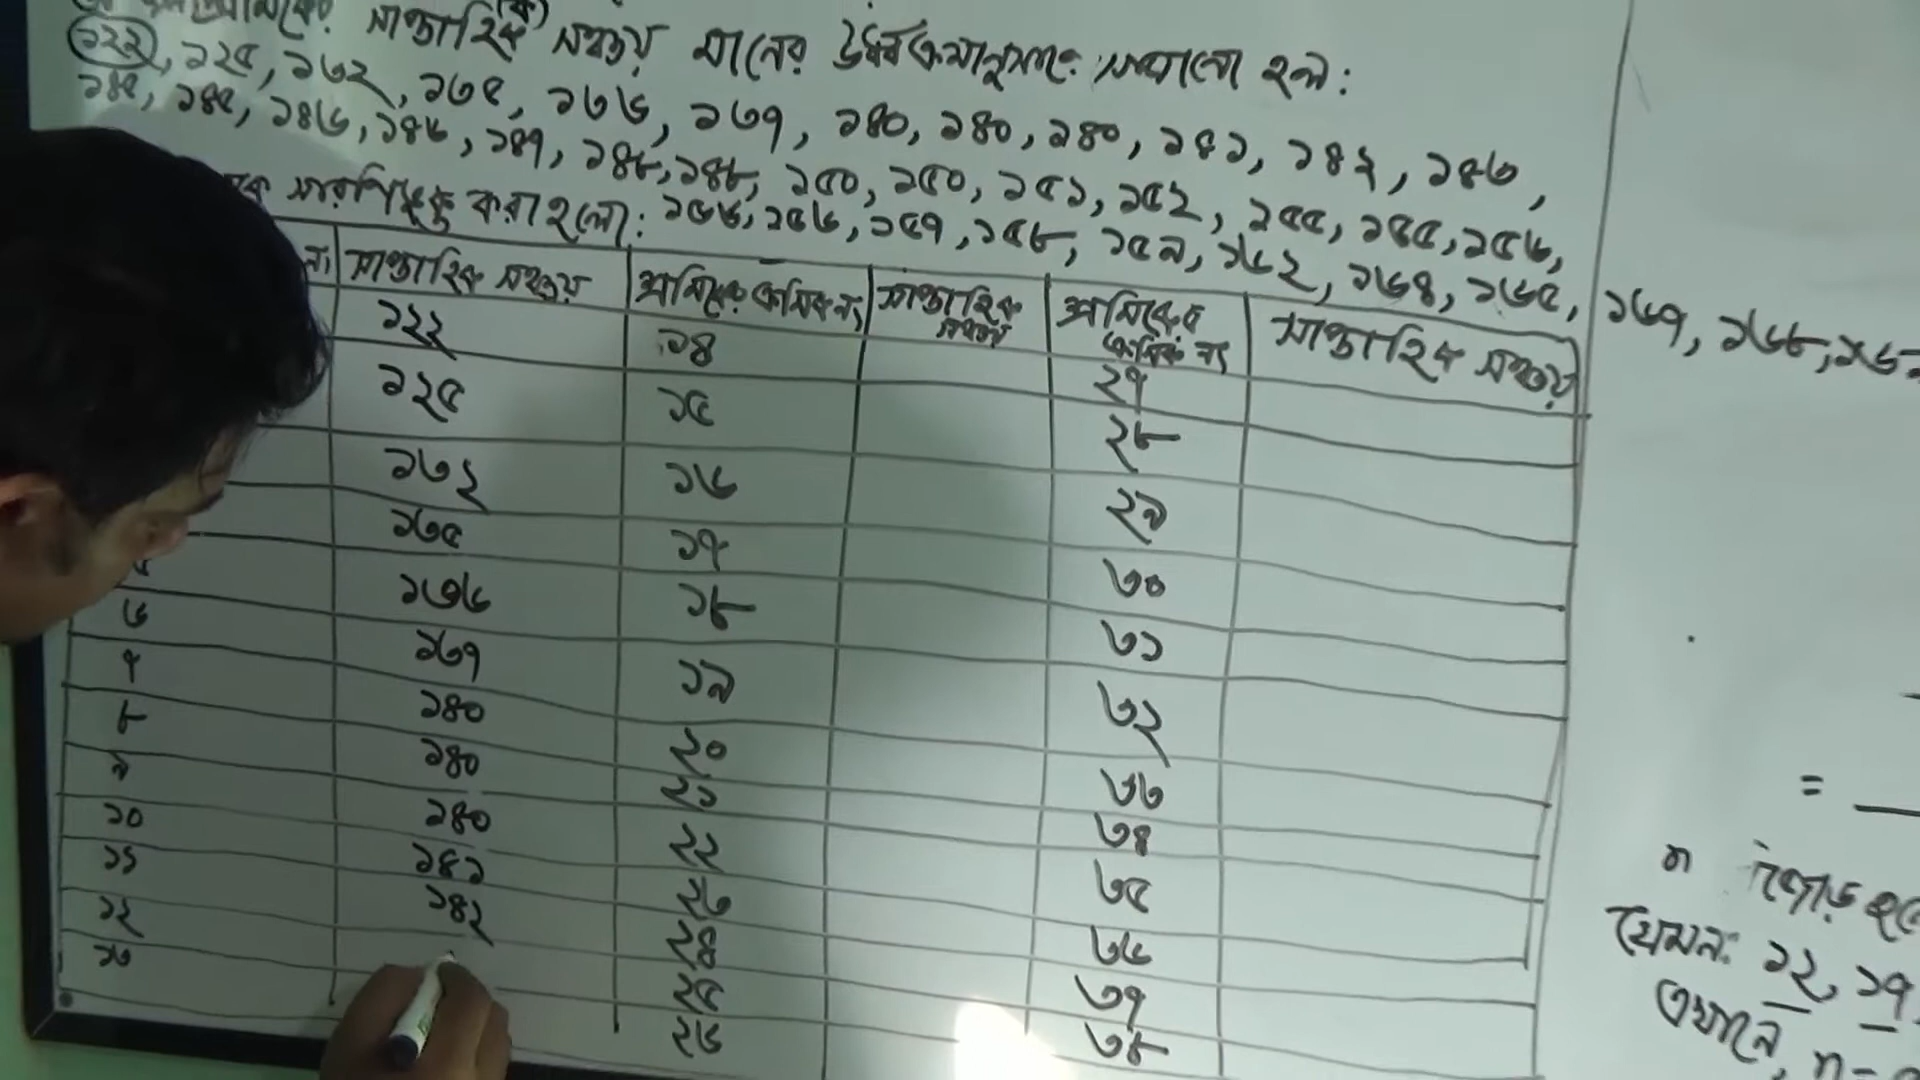 সাপ্তাহিক (ক) সঞ্চয় মানের ঊর্ধ্বক্রমানুসারে সাজানো হল:
১২২, ১২৫, ১৩২, ১৩৫, ১৩৬, ১৩৭, ১৪০, ১৪০, ১৪০, ১৪১, ১৪২, ১৪৩,
১৪৫, ১৪৫, ১৪৬, ১৪৬, ১৪৭, ১৪৮, ১৪৮, ১৫০, ১৫০, ১৫১, ১৫২, ১৫৫, ১৫৫, ১৫৬,
সারণিভুক্ত করা হলো: ১৫৬, ১৫৬, ১৫৭, ১৫৮, ১৫৯, ১৬২, ১৬৪, ১৬৫, ১৬৭, ১৬৮,
নং সাপ্তাহিক সঞ্চয় শ্রমিকের ক্রমিক নং সাপ্তাহিক সঞ্চয় শ্রমিকের ক্রমিক নং সাপ্তাহিক সঞ্চয়
১২২ ১৪ ২৭
১২৫ ১৫ ২৮
১৩২ ১৬ ২৯
১৩৫ ১৭ ৩০
৫ ১৩৬ ১৮ ৩১
৬ ১৩৭ ১৯ ৩২
৭ ১৪০ ২০ ৩৩
৮ ১৪০ ২১ ৩৪
৯ ১৪০ ২২ ৩৫
১০ ১৪১ ২৩ ৩৬
১১ ১৪২ ২৪ ৩৭
১২ ২৫ ৩৮
১৩ ২৬
=
n বিজোড়
যেমন: ১২, ১৭
এখানে, n =